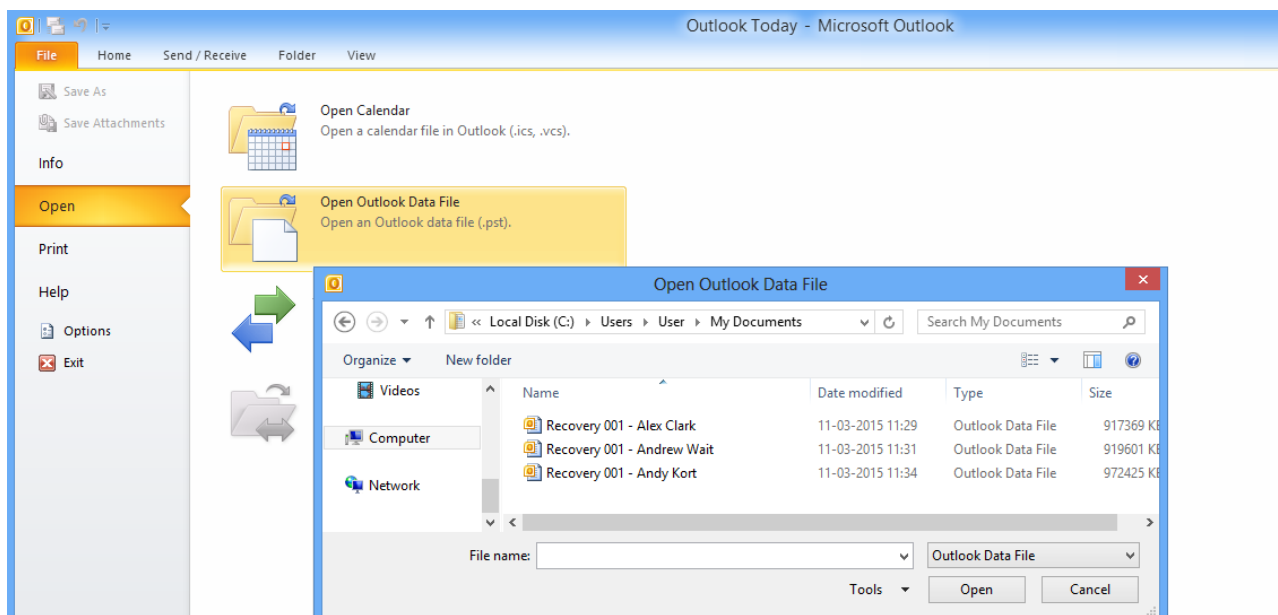 Outlook Today - Microsoft Outlook
File Home Send / Receive Folder View
Save As
Save Attachments
Info
Open
Print
Help
Options
Exit
Open Calendar
Open a calendar file in Outlook (.ics, .vcs).
Open Outlook Data File
Open an Outlook data file (.pst).
Open Outlook Data File
« Local Disk (C:) Users User My Documents
Search My Documents
Organize New folder
Videos
Computer
Network
Name Date modified Type Size
Recovery 001 - Alex Clark 11-03-2015 11:29 Outlook Data File 917369 KB
Recovery 001 - Andrew Wait 11-03-2015 11:31 Outlook Data File 919601 KB
Recovery 001 - Andy Kort 11-03-2015 11:34 Outlook Data File 972425 KB
File name: Outlook Data File
Tools Open Cancel